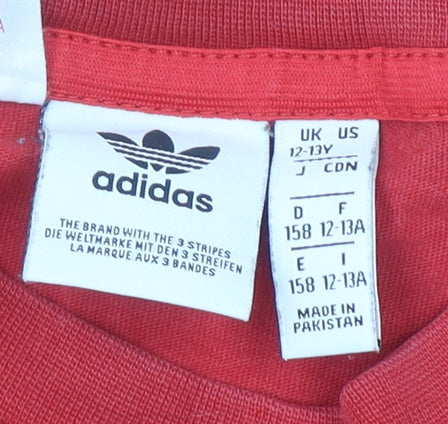 adidas
THE BRAND WITH THE 3 STRIPES
DIE WELTMARKE MIT DEN 3 STREIFEN
LA MARQUE AUX 3 BANDES
UK US
12-13Y
J CDN
D F
158 12-13A
E I
158 12-13A
MADE IN
PAKISTAN